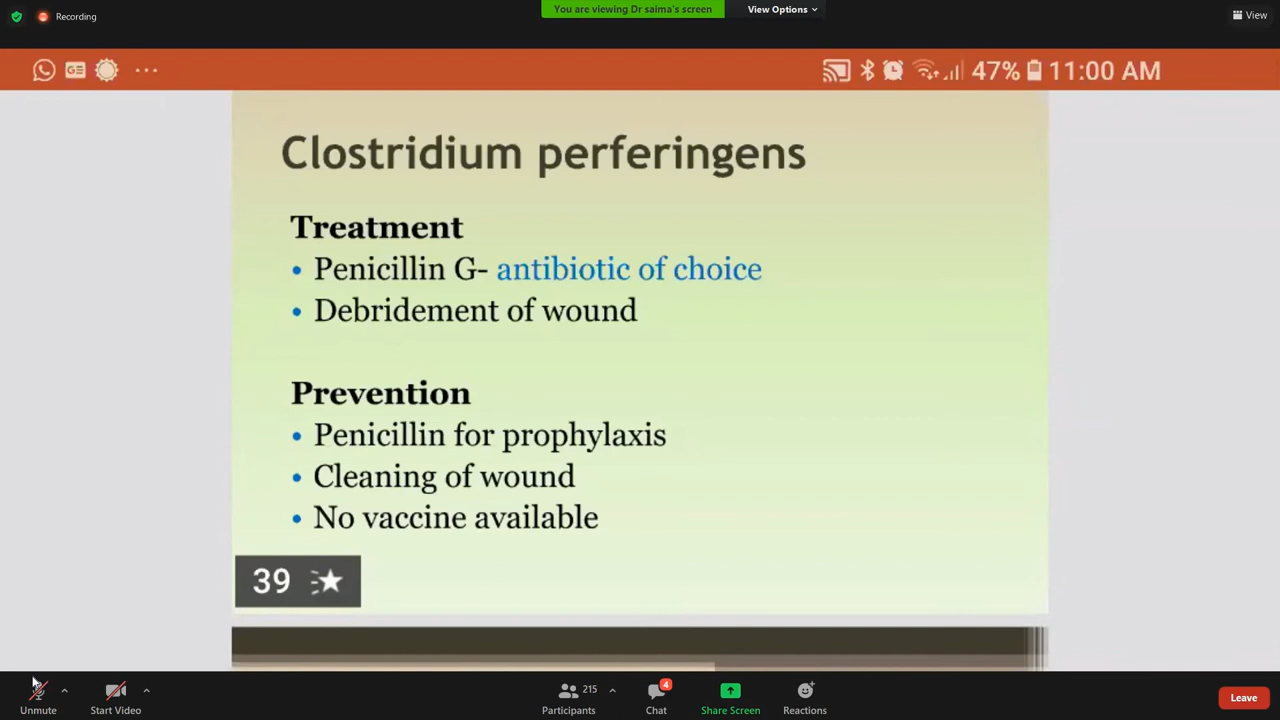 Recording
You are viewing Dr saima's screen
View Options
View
GE
47% 11:00 AM
Clostridium perferingens
Treatment
• Penicillin G- antibiotic of choice
• Debridement of wound
Prevention
• Penicillin for prophylaxis
• Cleaning of wound
• No vaccine available
39
Unmute
Start Video
215
Participants
4
Chat
Share Screen
Reactions
Leave